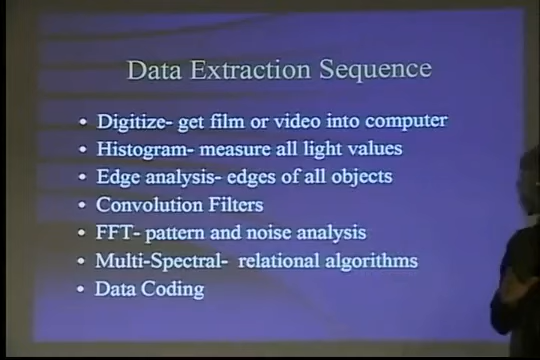 Data Extraction Sequence
• Digitize- get film or video into computer
• Histogram- measure all light values
• Edge analysis- edges of all objects
• Convolution Filters
• FFT- pattern and noise analysis
• Multi-Spectral- relational algorithms
• Data Coding